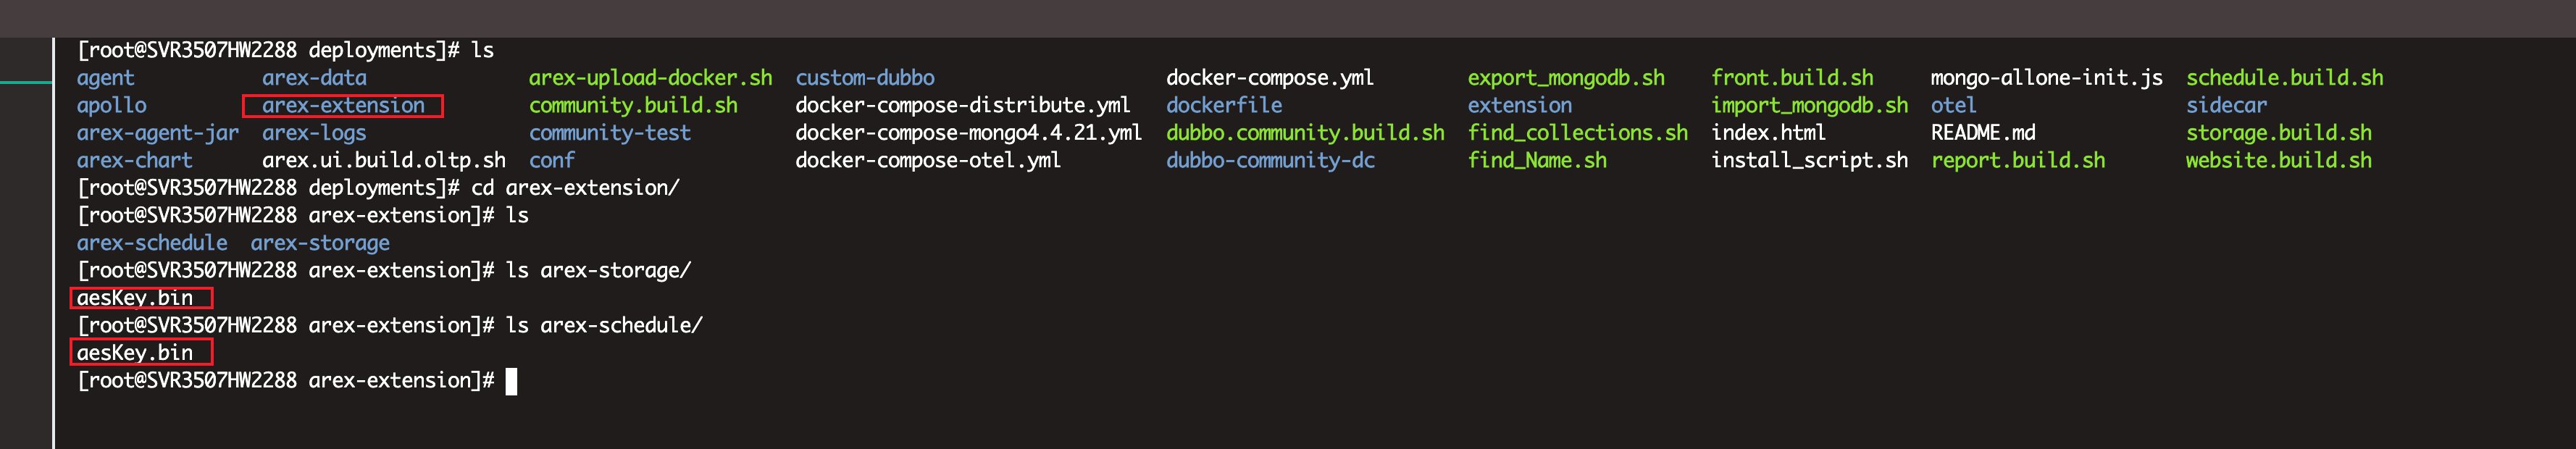 [root@SVR3507HW2288 deployments]# ls
agent arex-data arex-upload-docker.sh custom-dubbo docker-compose.yml export_mongodb.sh front.build.sh mongo-allone-init.js schedule.build.sh
apollo arex-extension community.build.sh docker-compose-distribute.yml dockerfile extension import_mongodb.sh otel sidecar
arex-agent-jar arex-logs community-test docker-compose-mongo4.4.21.yml dubbo.community.build.sh find_collections.sh index.html README.md storage.build.sh
arex-chart arex.ui.build.oltp.sh conf docker-compose-otel.yml dubbo-community-dc find_Name.sh install_script.sh report.build.sh website.build.sh
[root@SVR3507HW2288 deployments]# cd arex-extension/
[root@SVR3507HW2288 arex-extension]# ls
arex-schedule arex-storage
[root@SVR3507HW2288 arex-extension]# ls arex-storage/
aesKey.bin
[root@SVR3507HW2288 arex-extension]# ls arex-schedule/
aesKey.bin
[root@SVR3507HW2288 arex-extension]#